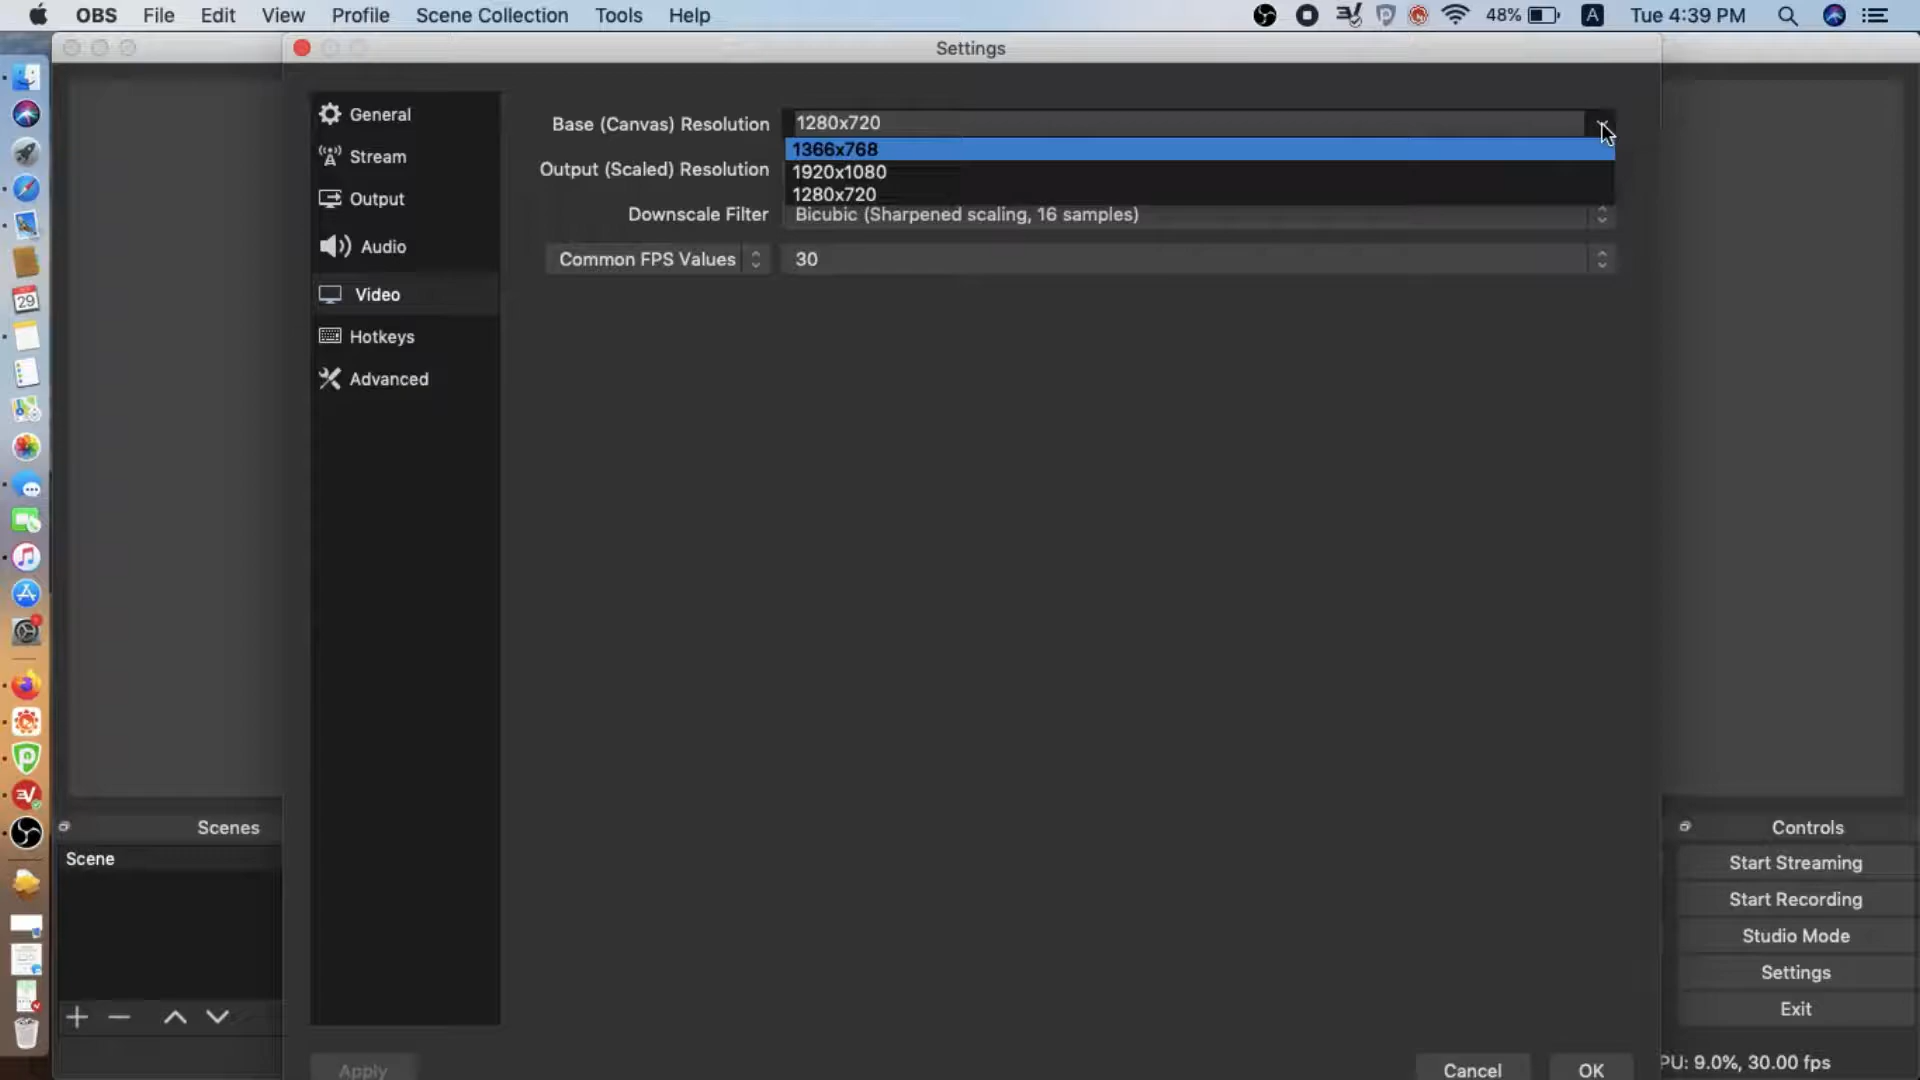 OBS File Edit View Profile Scene Collection Tools Help 48% A Tue 4:39 PM
Settings
General
Stream
Output
Audio
Video
Hotkeys
Advanced
Base (Canvas) Resolution 1280x720
1366x768
1920x1080
1280x720
Output (Scaled) Resolution
Downscale Filter Bicubic (Sharpened scaling, 16 samples)
Common FPS Values 30
29
Scenes
Scene
Controls
Start Streaming
Start Recording
Studio Mode
Settings
Exit
Apply
Cancel
OK
PU: 9.0%, 30.00 fps